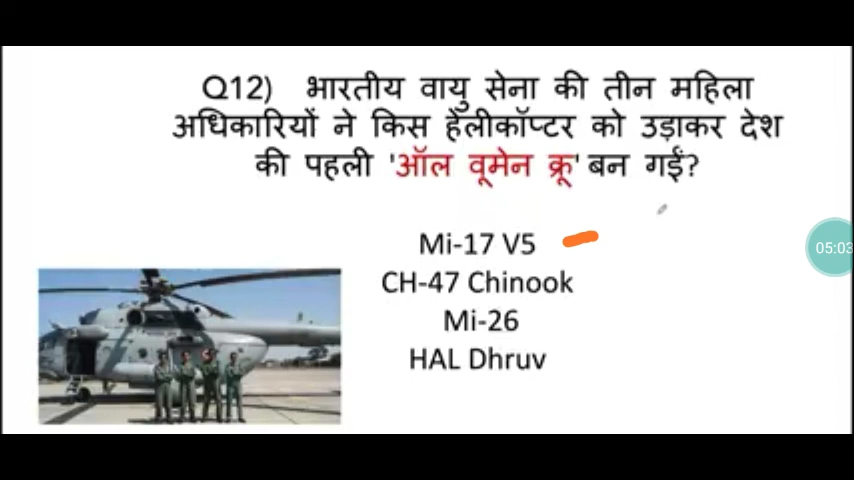 Q12) भारतीय वायु सेना की तीन महिला
अधिकारियों ने किस हेलीकॉप्टर को उड़ाकर देश
की पहली 'ऑल वूमेन क्रू' बन गईं?
Mi-17 V5
CH-47 Chinook
Mi-26
HAL Dhruv
05:03